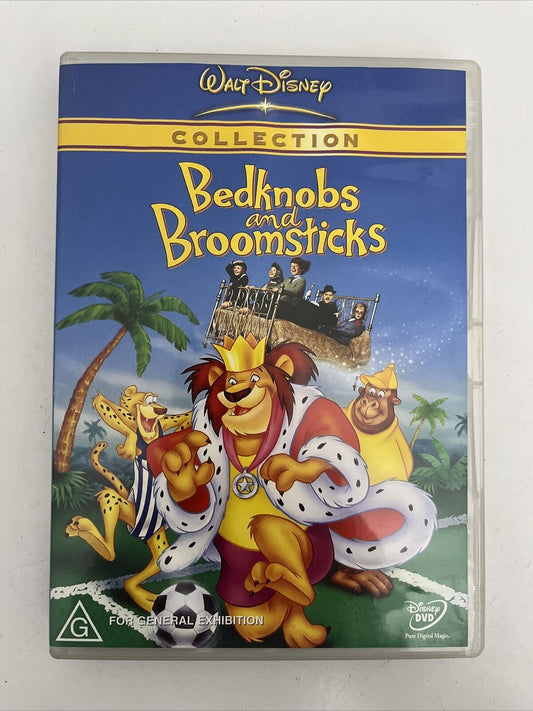 WALT DISNEY
COLLECTION
Bedknobs
and
Broomsticks
G
FOR GENERAL EXHIBITION
DISNEY
DVD
Pure Digital Magic.